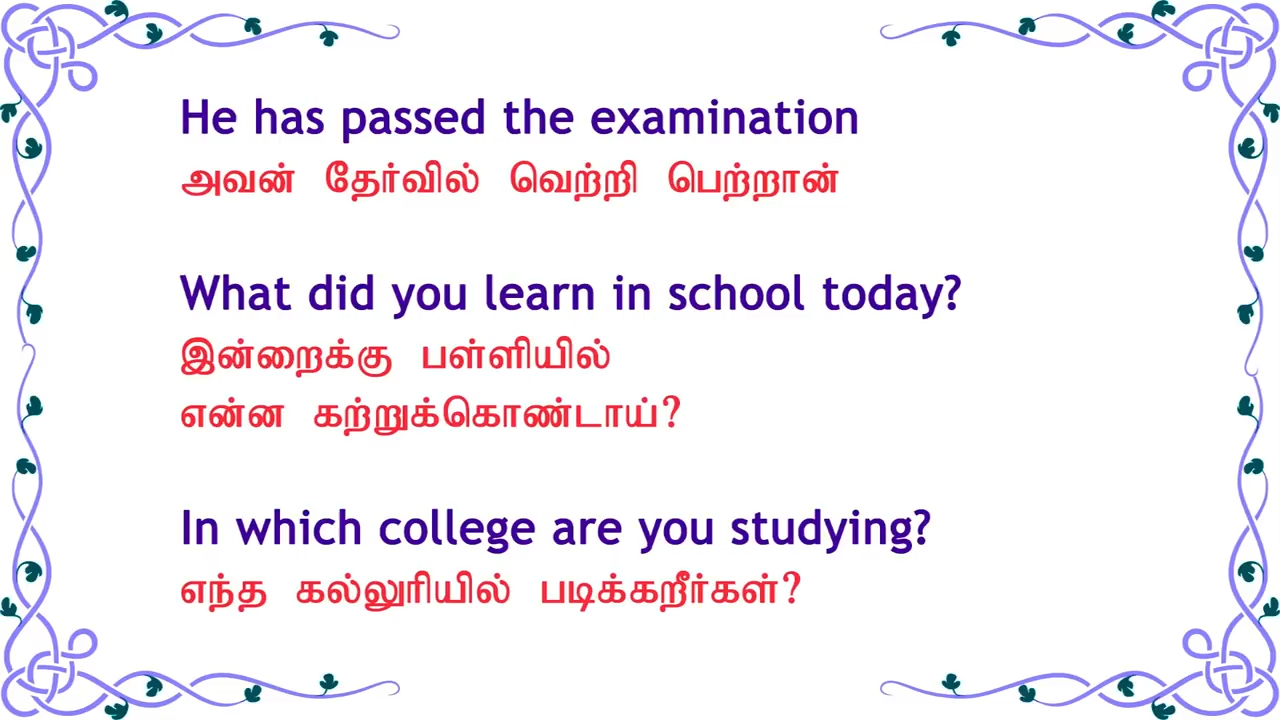 He has passed the examination
அவன் தேர்வில் வெற்றி பெற்றான்
What did you learn in school today?
இன்றைக்கு பள்ளியில்
என்ன கற்றுக்கொண்டாய்?
In which college are you studying?
எந்த கல்லுரியில் படிக்கறீர்கள்?